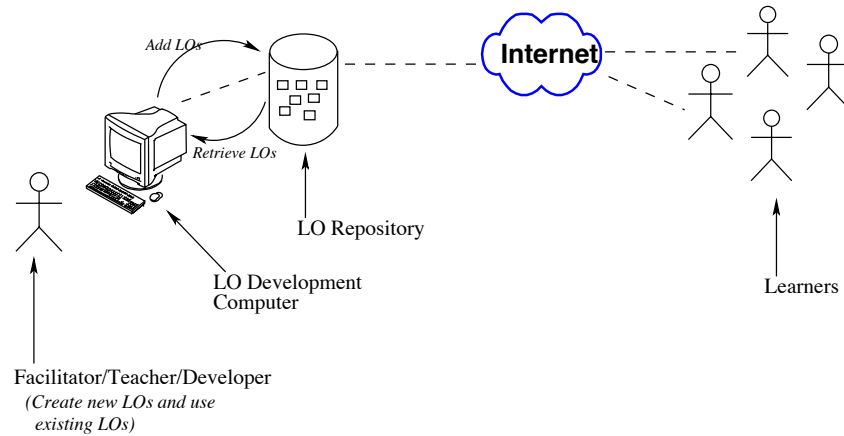 Add LOs
Internet
Retrieve LOs
LO Repository
LO Development
Computer
Learners
Facilitator/Teacher/Developer
(Create new LOs and use
existing LOs)